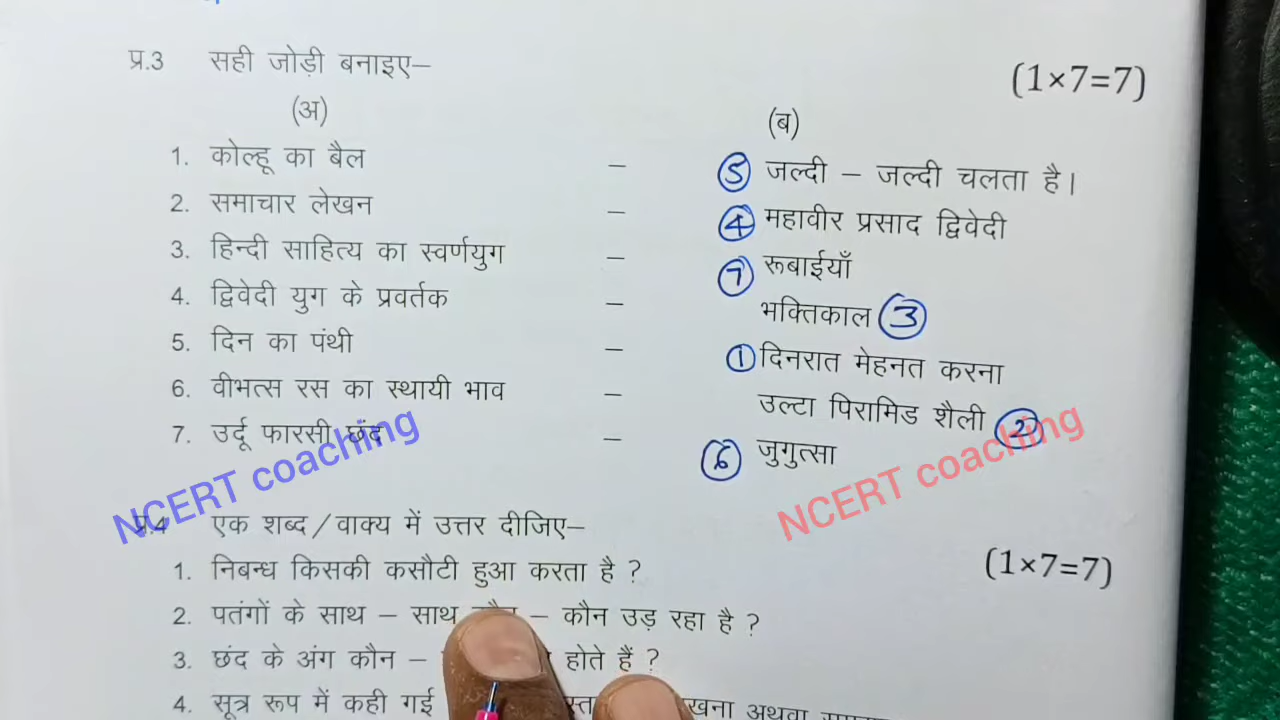 प्र.3 सही जोड़ी बनाइए– (1×7=7)
(अ) (ब)
1. कोल्हू का बैल – ⑤ जल्दी – जल्दी चलता है।
2. समाचार लेखन – ④ महावीर प्रसाद द्विवेदी
3. हिन्दी साहित्य का स्वर्णयुग – ⑦ रूबाईयाँ
4. द्विवेदी युग के प्रवर्तक – भक्तिकाल ③
5. दिन का पंथी – ① दिनरात मेहनत करना
6. वीभत्स रस का स्थायी भाव – उल्टा पिरामिड शैली ②
7. उर्दू फारसी छंद – ⑥ जुगुत्सा
NCERT coaching NCERT coaching
प्र.4 एक शब्द/वाक्य में उत्तर दीजिए– (1×7=7)
1. निबन्ध किसकी कसौटी हुआ करता है ?
2. पतंगों के साथ – साथ – कौन उड़ रहा है ?
3. छंद के अंग कौन – होते हैं ?
4. सूत्र रूप में कही गई अथवा